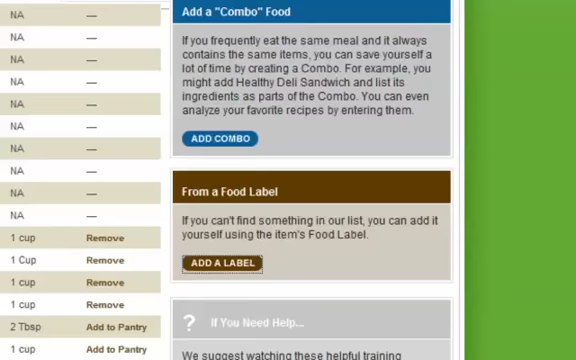 NA —
NA —
NA —
NA —
NA —
NA —
NA —
NA —
NA —
NA —
1 cup Remove
1 Cup Remove
1 cup Remove
1 cup Remove
2 Tbsp Add to Pantry
1 cup Add to Pantry
Add a "Combo" Food
If you frequently eat the same meal and it always
contains the same items, you can save yourself a
lot of time by creating a Combo. For example, you
might add Healthy Deli Sandwich and list its
ingredients as parts of the Combo. You can even
analyze your favorite recipes by entering them.
ADD COMBO
From a Food Label
If you can't find something in our list, you can add it
yourself using the item's Food Label.
ADD A LABEL
? If You Need Help...
We suggest watching these helpful training